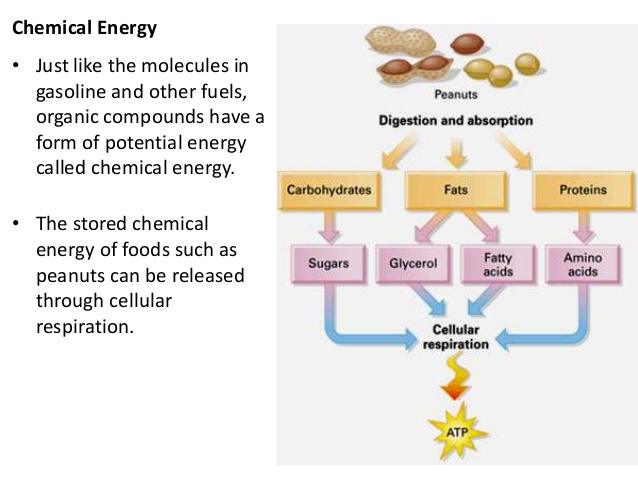 Chemical Energy
• Just like the molecules in
gasoline and other fuels,
organic compounds have a
form of potential energy
called chemical energy.
• The stored chemical
energy of foods such as
peanuts can be released
through cellular
respiration.
Peanuts
Digestion and absorption
Carbohydrates
Fats
Proteins
Sugars
Glycerol
Fatty
acids
Amino
acids
Cellular
respiration
ATP